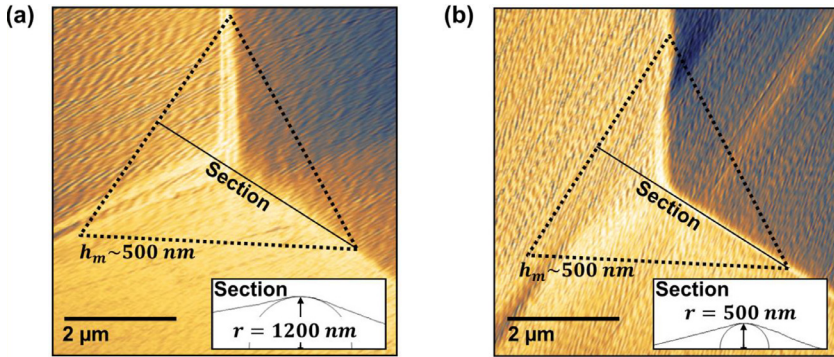 (a)
Section
h_m~500 nm
2 μm
Section
r = 1200 nm
(b)
Section
h_m~500 nm
2 μm
Section
r = 500 nm